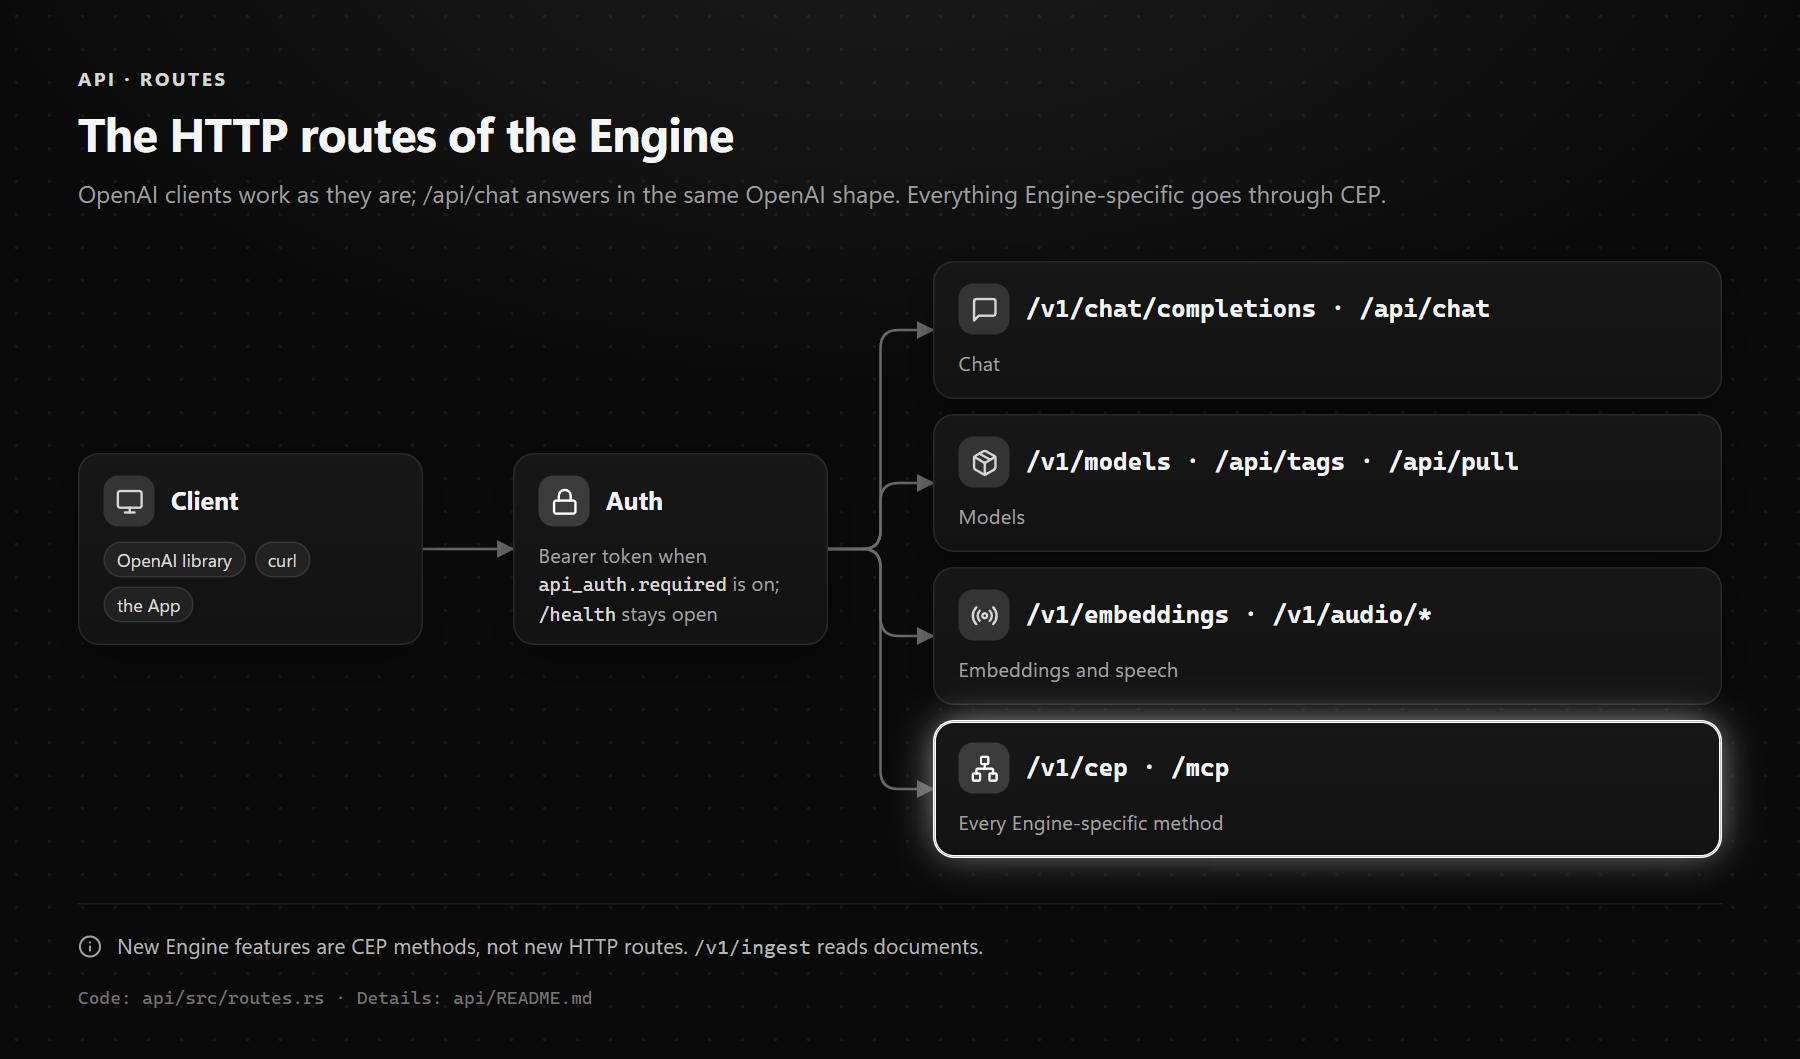 API · ROUTES
The HTTP routes of the Engine
OpenAI clients work as they are; /api/chat answers in the same OpenAI shape. Everything Engine-specific goes through CEP.
Client
OpenAI library
curl
the App
Auth
Bearer token when
api_auth.required is on;
/health stays open
/v1/chat/completions · /api/chat
Chat
/v1/models · /api/tags · /api/pull
Models
/v1/embeddings · /v1/audio/*
Embeddings and speech
/v1/cep · /mcp
Every Engine-specific method
New Engine features are CEP methods, not new HTTP routes. /v1/ingest reads documents.
Code: api/src/routes.rs · Details: api/README.md